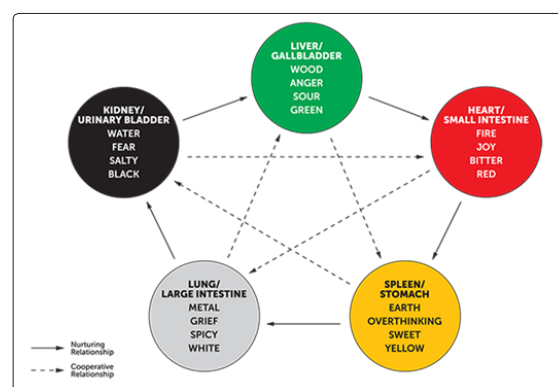 LIVER/
GALLBLADDER
WOOD
ANGER
SOUR
GREEN
KIDNEY/
URINARY BLADDER
WATER
FEAR
SALTY
BLACK
HEART/
SMALL INTESTINE
FIRE
JOY
BITTER
RED
LUNG/
LARGE INTESTINE
METAL
GRIEF
SPICY
WHITE
SPLEEN/
STOMACH
EARTH
OVERTHINKING
SWEET
YELLOW
Nurturing
Relationship
Cooperative
Relationship